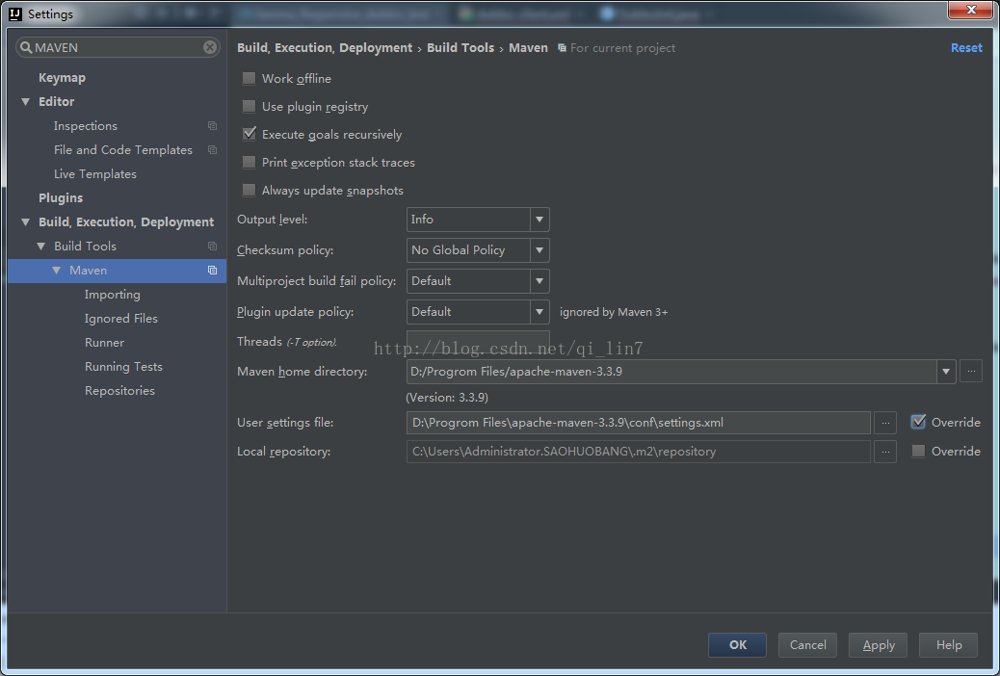 Settings
MAVEN
Keymap
Editor
Inspections
File and Code Templates
Live Templates
Plugins
Build, Execution, Deployment
Build Tools
Maven
Importing
Ignored Files
Runner
Running Tests
Repositories
Build, Execution, Deployment › Build Tools › Maven For current project Reset
Work offline
Use plugin registry
Execute goals recursively
Print exception stack traces
Always update snapshots
Output level: Info
Checksum policy: No Global Policy
Multiproject build fail policy: Default
Plugin update policy: Default ignored by Maven 3+
Threads (-T option).
http://blog.csdn.net/qi_lin7
Maven home directory: D:/Progrom Files/apache-maven-3.3.9 ...
(Version: 3.3.9)
User settings file: D:\Progrom Files\apache-maven-3.3.9\conf\settings.xml ... Override
Local repository: C:\Users\Administrator.SAOHUOBANG\.m2\repository ... Override
OK Cancel Apply Help